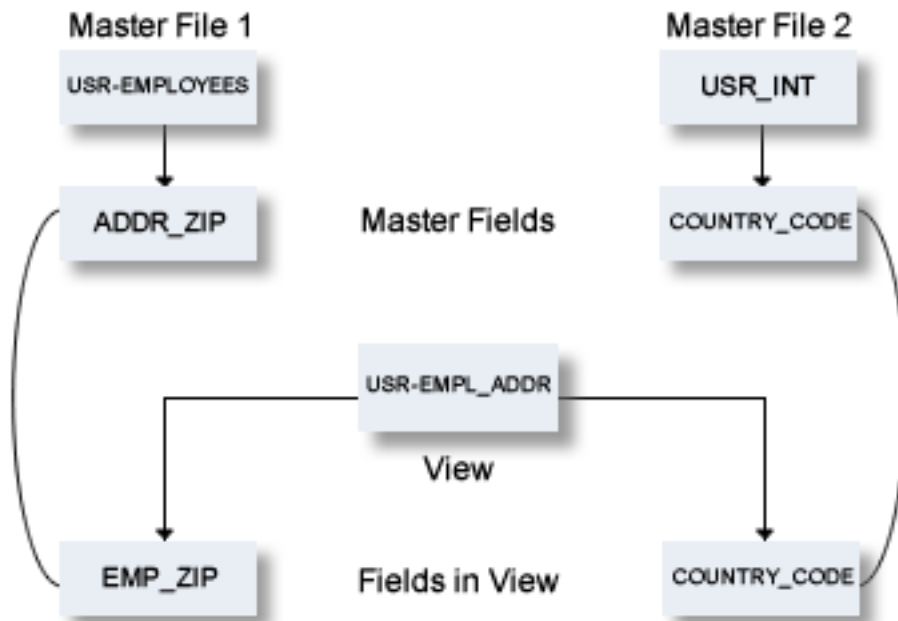 Master File 1
Master File 2
USR-EMPLOYEES
USR_INT
ADDR_ZIP
Master Fields
COUNTRY_CODE
USR-EMPL_ADDR
View
EMP_ZIP
Fields in View
COUNTRY_CODE